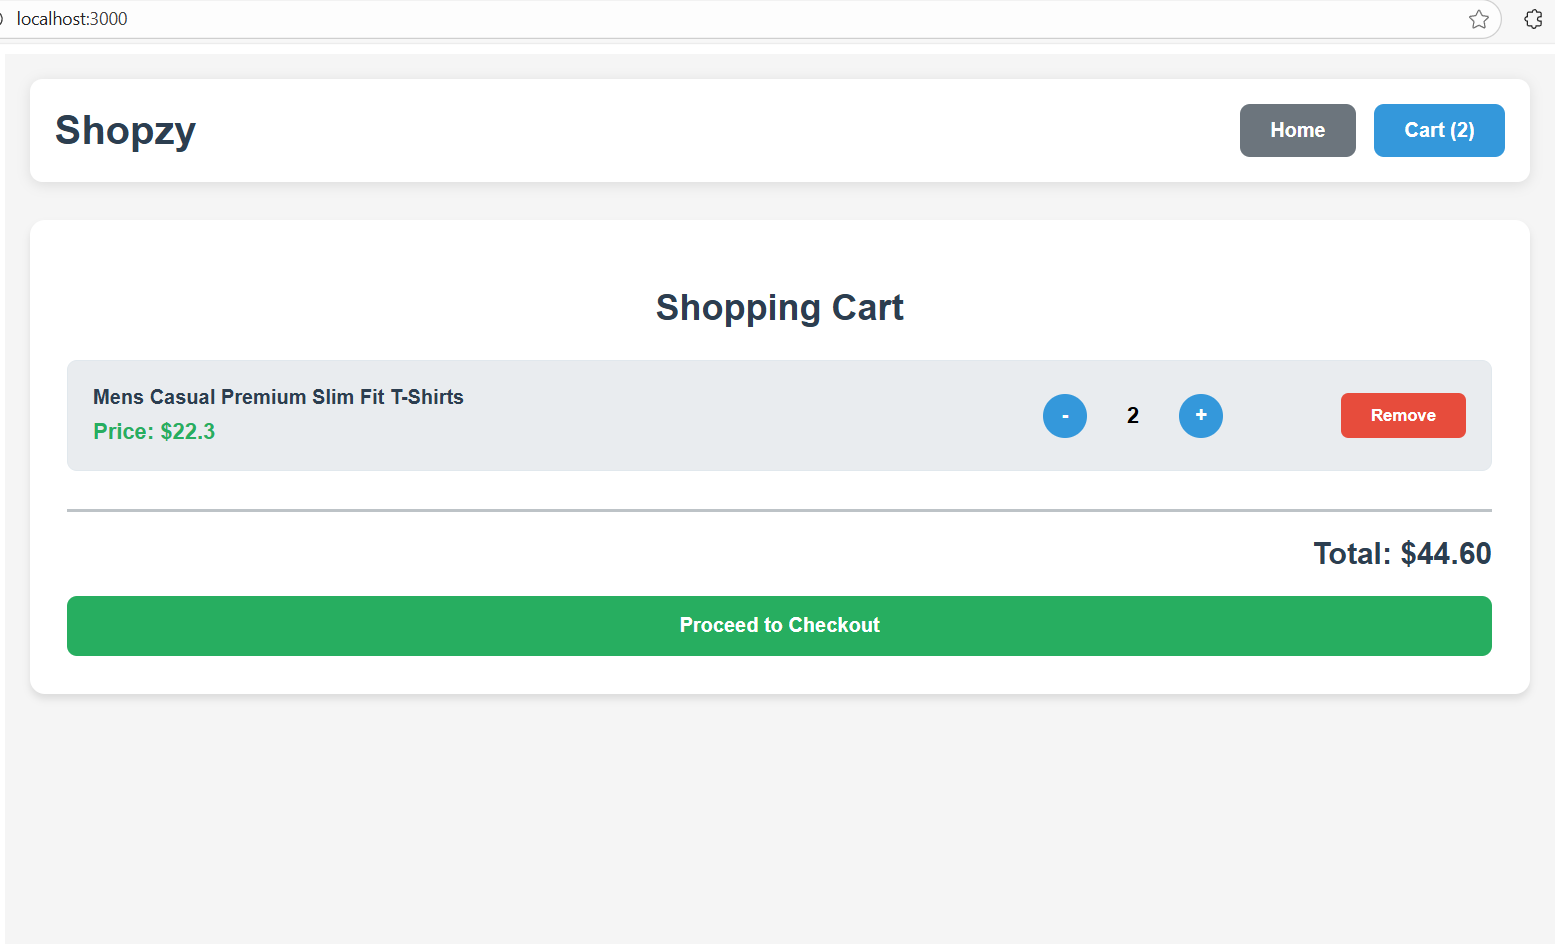 localhost:3000
Shopzy
Home
Cart (2)
Shopping Cart
Mens Casual Premium Slim Fit T-Shirts
Price: $22.3
-
2
+
Remove
Total: $44.60
Proceed to Checkout